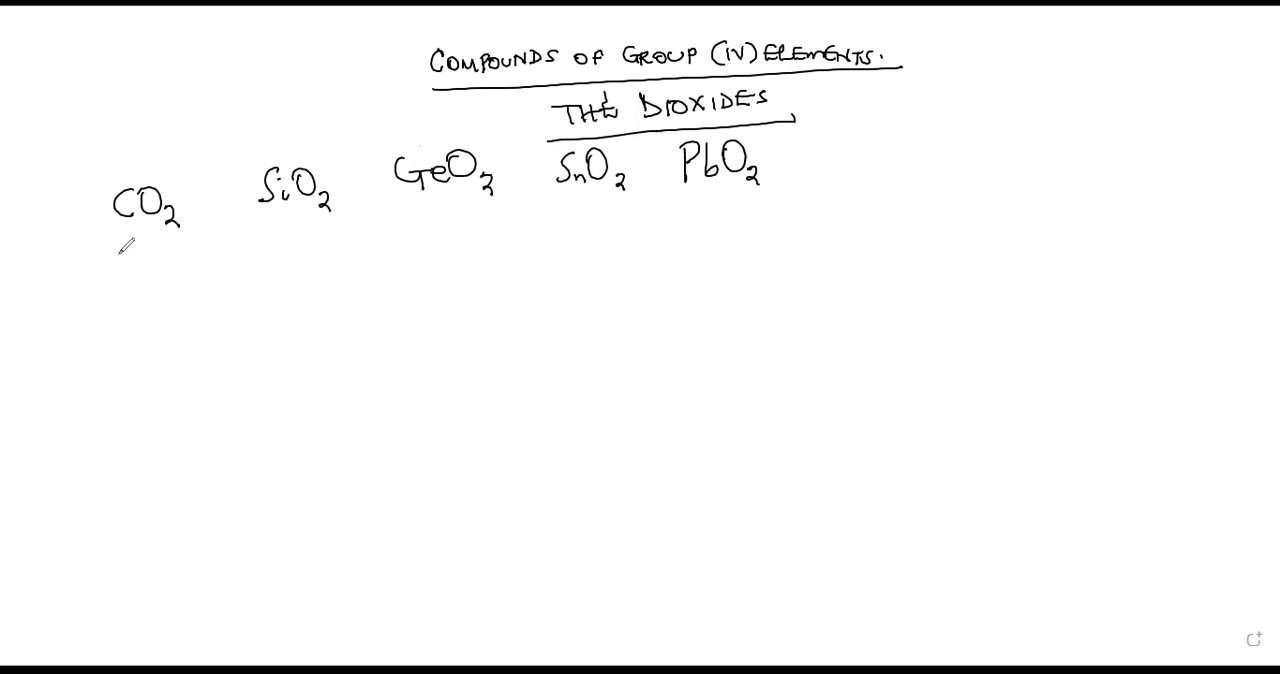 COMPOUNDS OF GROUP (IV) ELEMENTS.
THE DIOXIDES
CO2 SiO2 GeO2 SnO2 PbO2